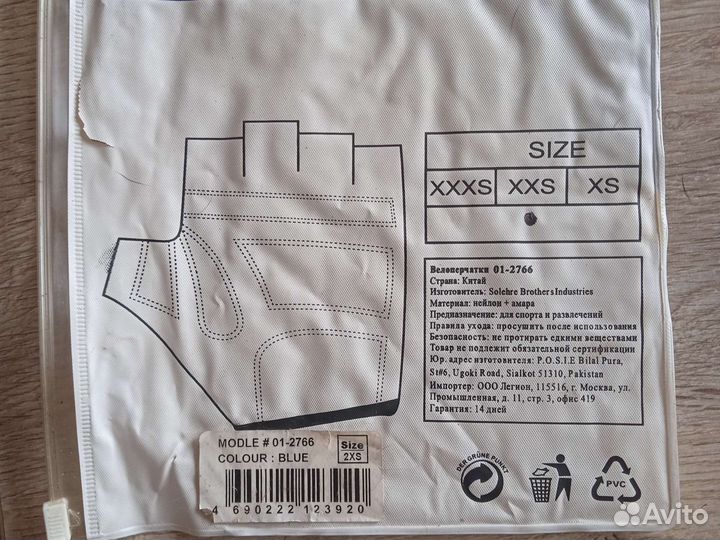 SIZE
XXXS XXS XS
Велоперчатки 01-2766
Страна: Китай
Изготовитель: Solehre Brothers Industries
Материал: нейлон + амара
Предназначение: для спорта и развлечений
Правила ухода: просушить после использования
Безопасность: не протирать едкими веществами
Товар не подлежит обязательной сертификации
Юр. адрес изготовителя: P.O.S.I.E Bilal Pura,
St#6, Ugoki Road, Sialkot 51310, Pakistan
Импортер: ООО Легион, 115516, г. Москва, ул.
Промышленная, д. 11, стр. 3, офис 419
Гарантия: 14 дней
MODLE # 01-2766
COLOUR : BLUE
Size
2XS
4 690222 123920
DER GRÜNE PUNKT
PVC
Avito